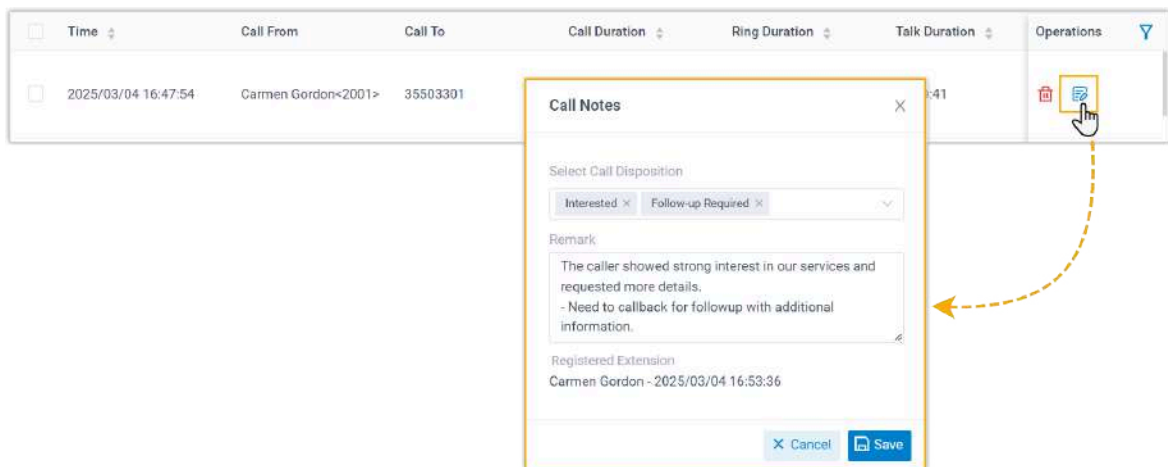 Time Call From Call To Call Duration Ring Duration Talk Duration Operations
2025/03/04 16:47:54 Carmen Gordon<2001> 35503301 :41
Call Notes
Select Call Disposition
Interested × Follow-up Required ×
Remark
The caller showed strong interest in our services and
requested more details.
- Need to callback for followup with additional
information.
Registered Extension
Carmen Gordon - 2025/03/04 16:53:36
Cancel Save